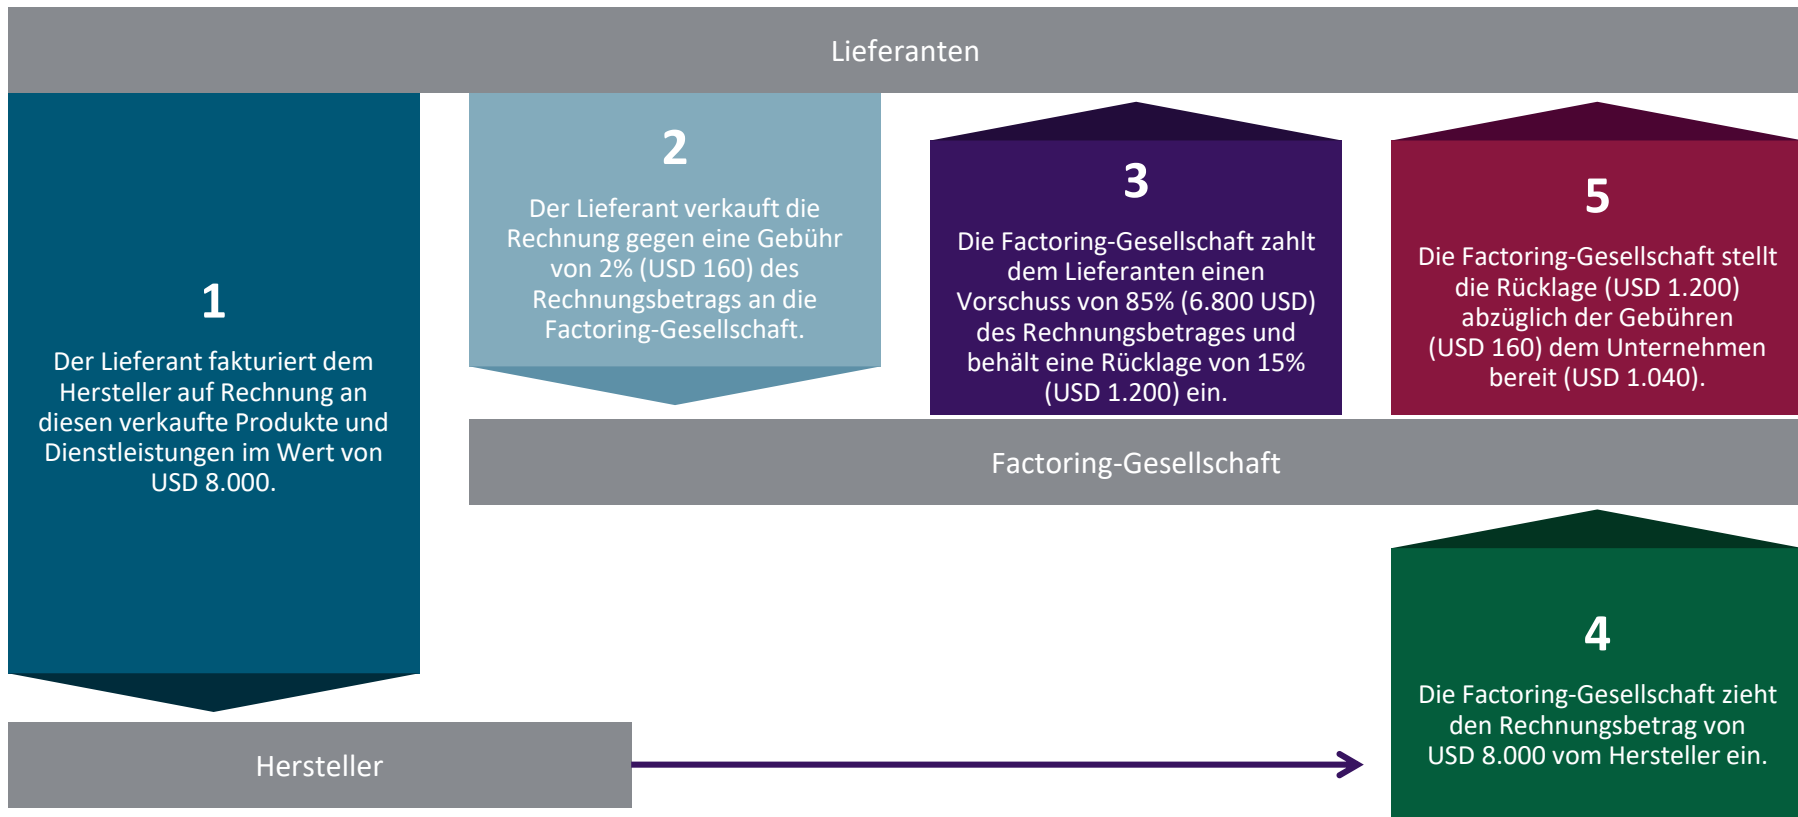 Lieferanten
1
Der Lieferant fakturiert dem
Hersteller auf Rechnung an
diesen verkaufte Produkte und
Dienstleistungen im Wert von
USD 8.000.
2
Der Lieferant verkauft die
Rechnung gegen eine Gebühr
von 2% (USD 160) des
Rechnungsbetrags an die
Factoring-Gesellschaft.
3
Die Factoring-Gesellschaft zahlt
dem Lieferanten einen
Vorschuss von 85% (6.800 USD)
des Rechnungsbetrages und
behält eine Rücklage von 15%
(USD 1.200) ein.
5
Die Factoring-Gesellschaft stellt
die Rücklage (USD 1.200)
abzüglich der Gebühren
(USD 160) dem Unternehmen
bereit (USD 1.040).
Factoring-Gesellschaft
4
Die Factoring-Gesellschaft zieht
den Rechnungsbetrag von
USD 8.000 vom Hersteller ein.
Hersteller